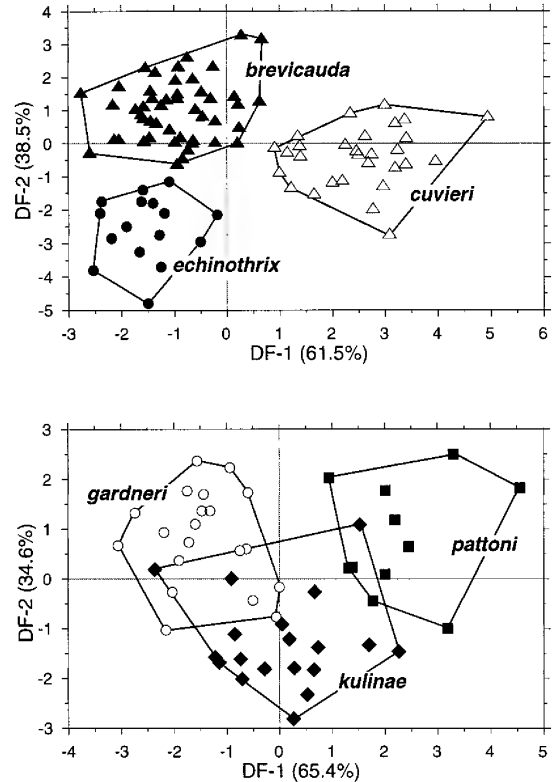 4
3
brevicauda
2
1
0
cuvieri
-1
-2
-3
echinothrix
-4
-5
DF-2 (38.5%)
-3 -2 -1 0 1 2 3 4 5 6
DF-1 (61.5%)
3
2
gardneri
1
pattoni
0
-1
kulinae
-2
-3
DF-2 (34.6%)
-4 -3 -2 -1 0 1 2 3 4 5
DF-1 (65.4%)